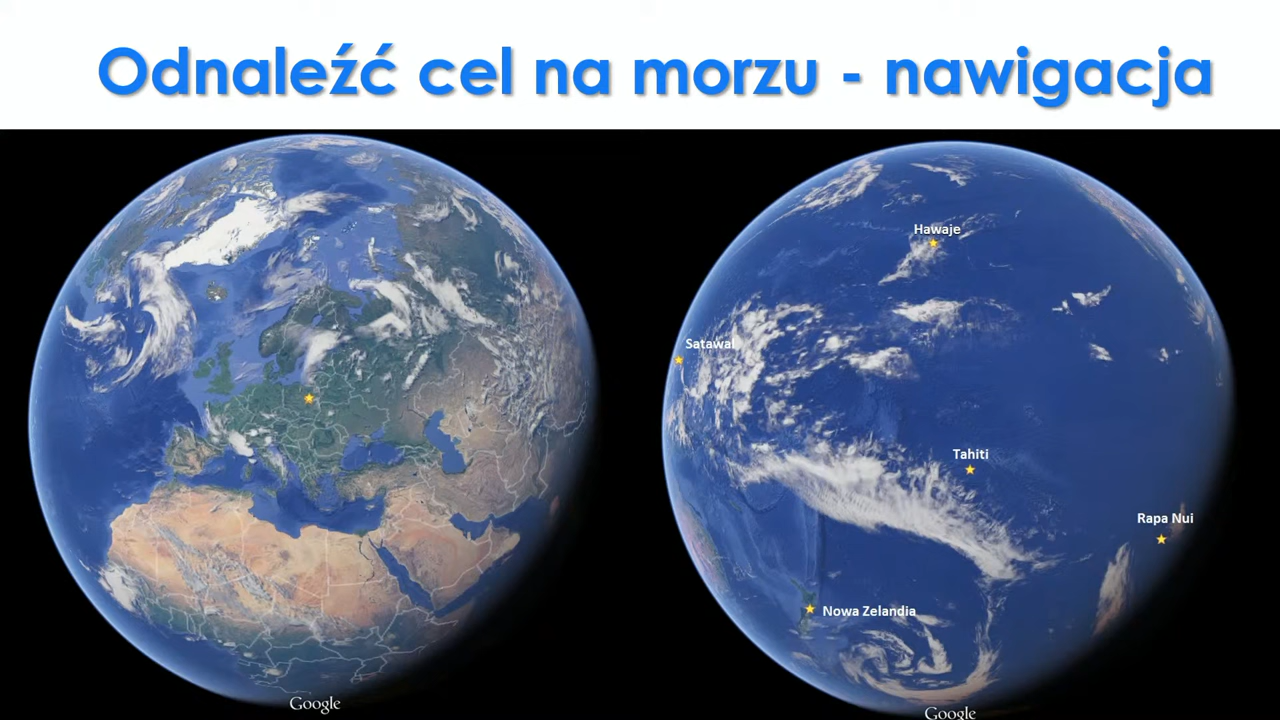 Odnaleźć cel na morzu - nawigacja
Hawaje
Satawal
Tahiti
Rapa Nui
Nowa Zelandia
Google
Google